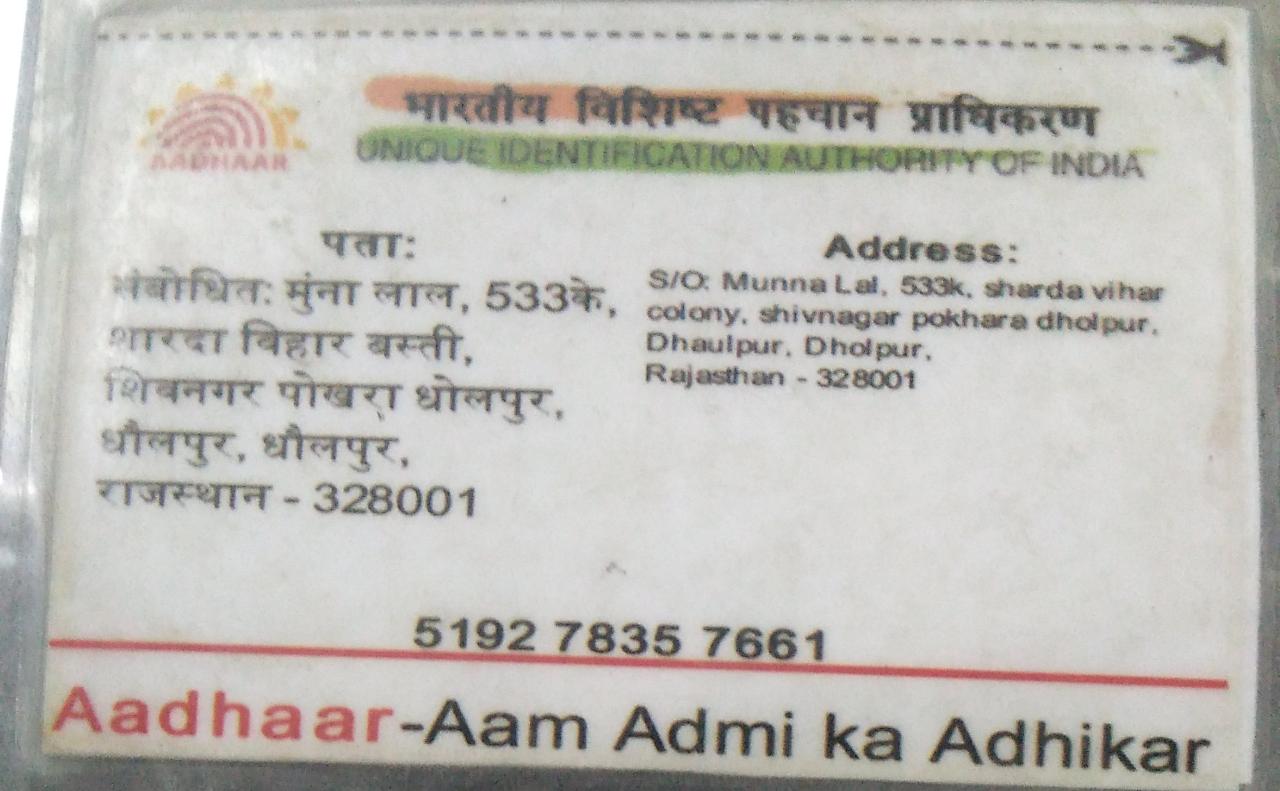 AADHAAR
भारतीय विशिष्ट पहचान प्राधिकरण
UNIQUE IDENTIFICATION AUTHORITY OF INDIA
पता:
संबोधित: मुंना लाल, 533के,
शारदा विहार बस्ती,
शिवनगर पोखरा धोलपुर,
धौलपुर, धौलपुर,
राजस्थान - 328001
Address:
S/O: Munna Lal, 533k, sharda vihar
colony, shivnagar pokhara dholpur,
Dhaulpur, Dholpur,
Rajasthan - 328001
5192 7835 7661
Aadhaar-Aam Admi ka Adhikar